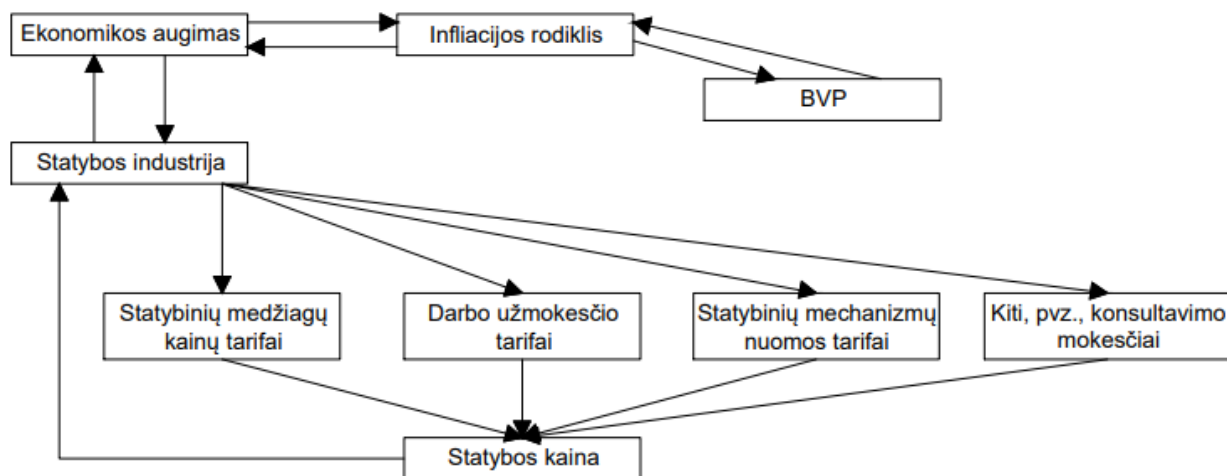 Ekonomikos augimas
Infliacijos rodiklis
BVP
Statybos industrija
Statybinių medžiagų
kainų tarifai
Darbo užmokesčio
tarifai
Statybinių mechanizmų
nuomos tarifai
Kiti, pvz., konsultavimo
mokesčiai
Statybos kaina